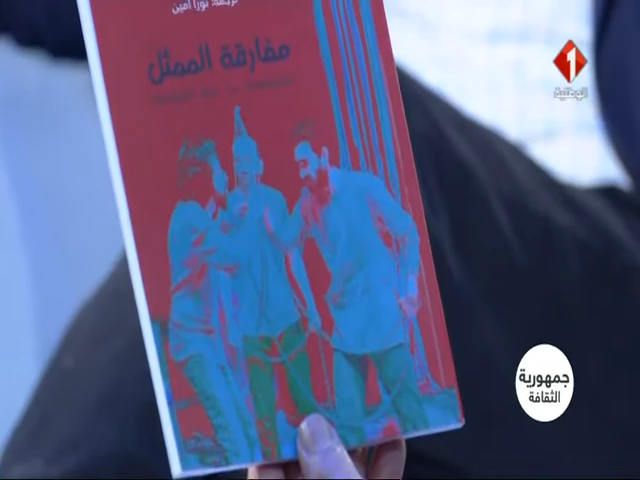 ترجمة: نورا أمين
مفارقة الممثل
1
الوطنية
جمهورية
الثقافة